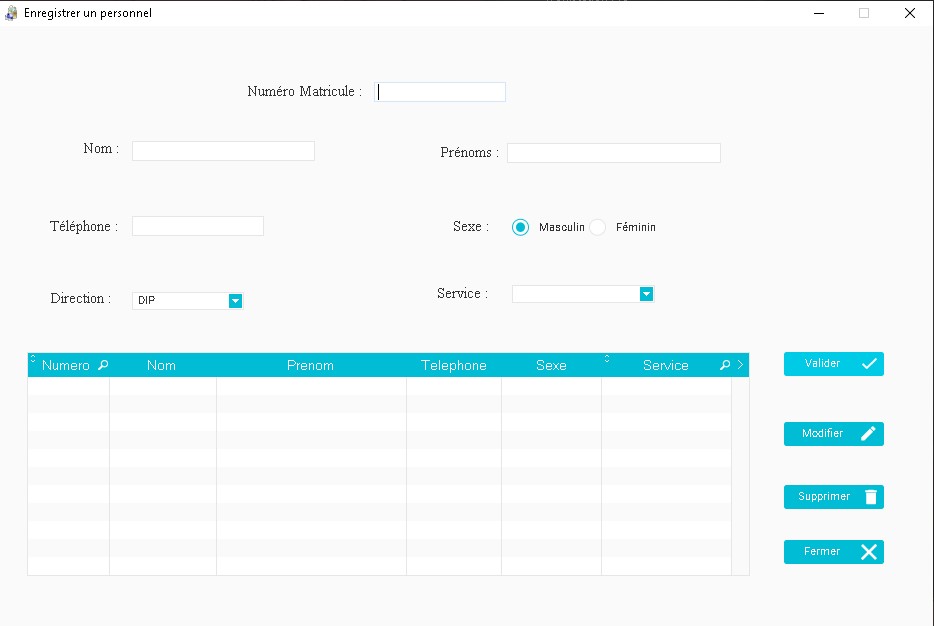 Enregistrer un personnel
Numéro Matricule :
Nom :
Prénoms :
Téléphone :
Sexe :
Masculin
Féminin
Direction :
DIP
Service :
Numero
Nom
Prenom
Telephone
Sexe
Service
Valider
Modifier
Supprimer
Fermer